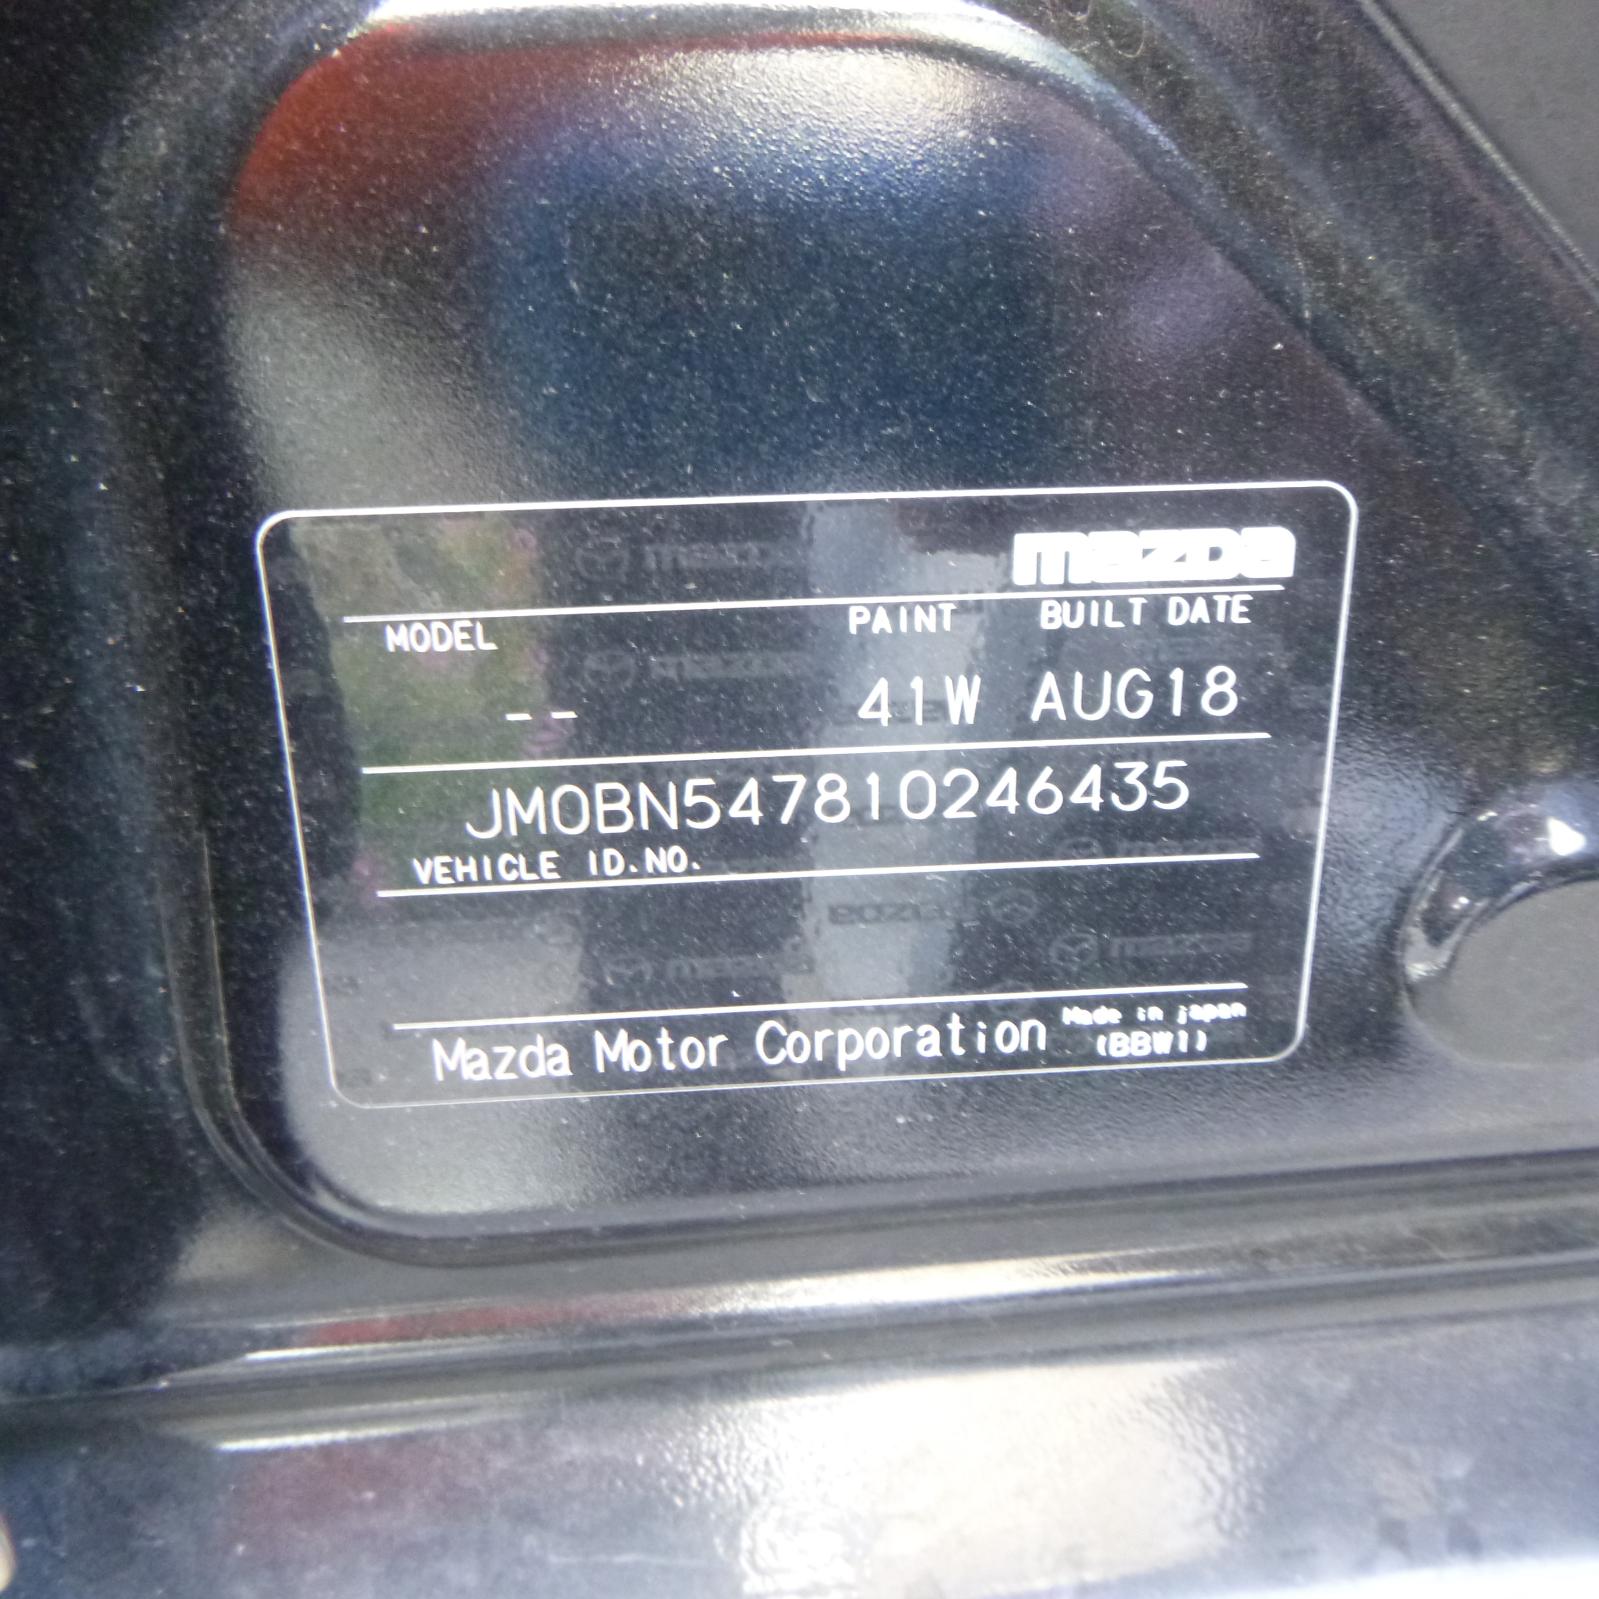 mazda
MODEL PAINT BUILT DATE
-- 41W AUG18
JM0BN547810246435
VEHICLE ID.NO.
Mazda Motor Corporation Made in japan
(BBW1)